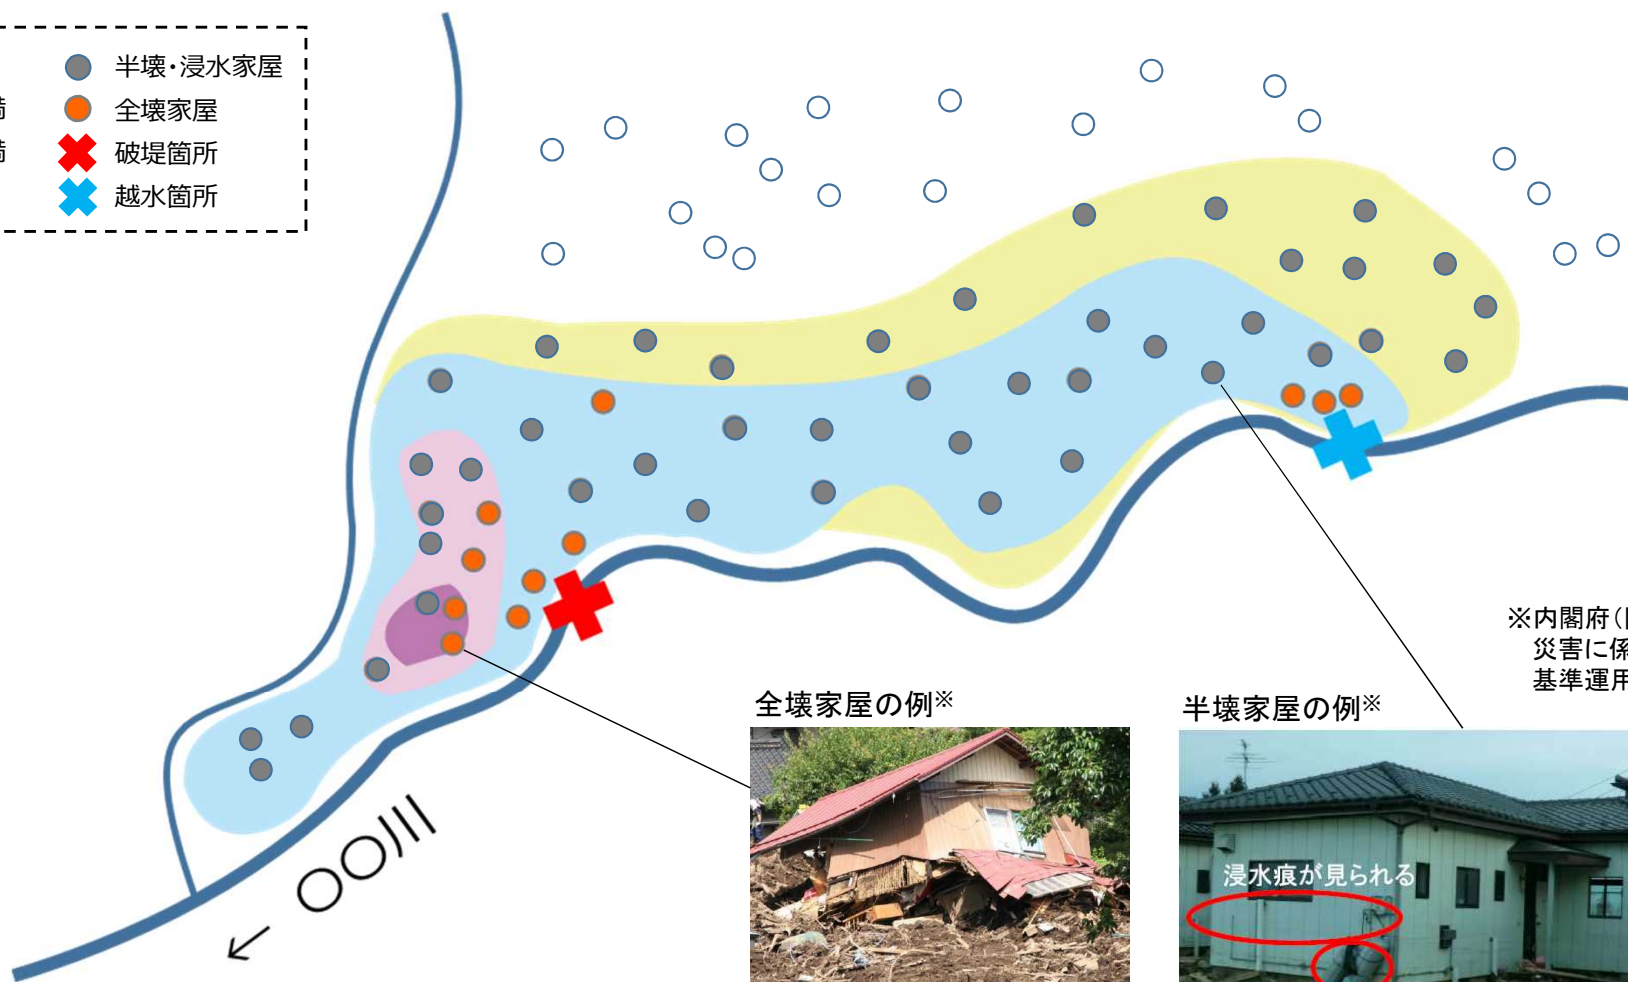 半壊・浸水家屋
全壊家屋
破堤箇所
越水箇所
※内閣府（
災害に係
基準運用
全壊家屋の例※
半壊家屋の例※
浸水痕が見られる
〇〇川